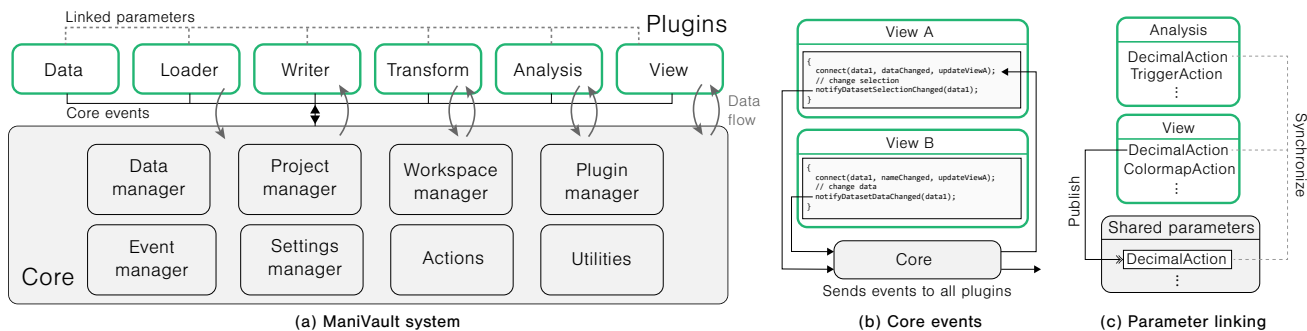 Linked parameters
Plugins
Data
Loader
Writer
Transform
Analysis
View
Core events
Data
flow
Data
manager
Project
manager
Workspace
manager
Plugin
manager
Event
manager
Settings
manager
Actions
Utilities
Core
(a) ManiVault system
View A
{
connect(data1, dataChanged, updateViewA);
// change selection
notifyDatasetSelectionChanged(data1);
}
View B
{
connect(data1, nameChanged, updateViewA);
// change data
notifyDatasetDataChanged(data1);
}
Core
Sends events to all plugins
(b) Core events
Analysis
DecimalAction
TriggerAction
⋮
View
DecimalAction
ColormapAction
⋮
Publish
Synchronize
Shared parameters
DecimalAction
⋮
(c) Parameter linking